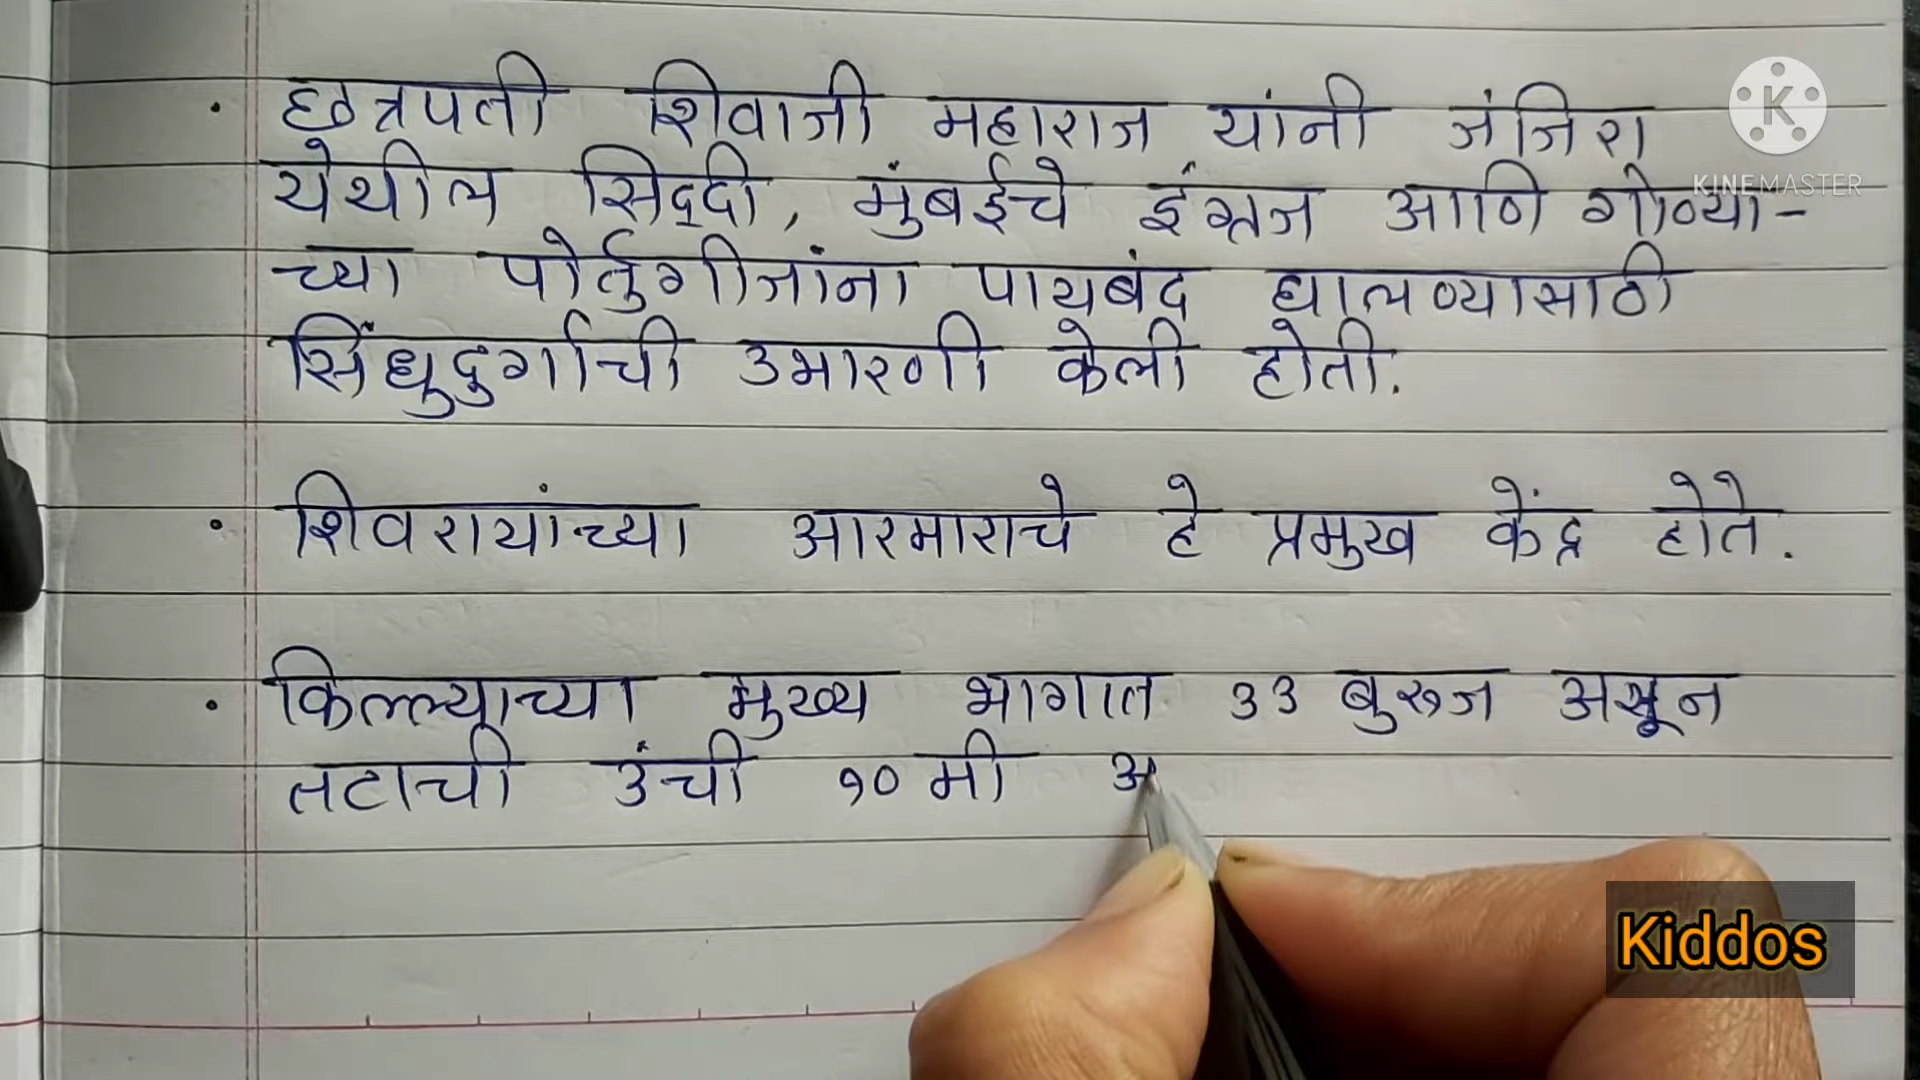 • छत्रपती शिवाजी महाराज यांनी जंजिरा
येथील सिद्दी, मुंबईचे इंग्रज आणि गोव्या-
च्या पोर्तुगीजांना पायबंद घालण्यासाठी
सिंधुदुर्गाची उभारणी केली होती.
• शिवरायांच्या आरमाराचे हे प्रमुख केंद्र होते.
• किल्ल्याच्या मुख्य भागात ३३ बुरुज असून
तटाची उंची १० मी अ
K
KINEMASTER
Kiddos